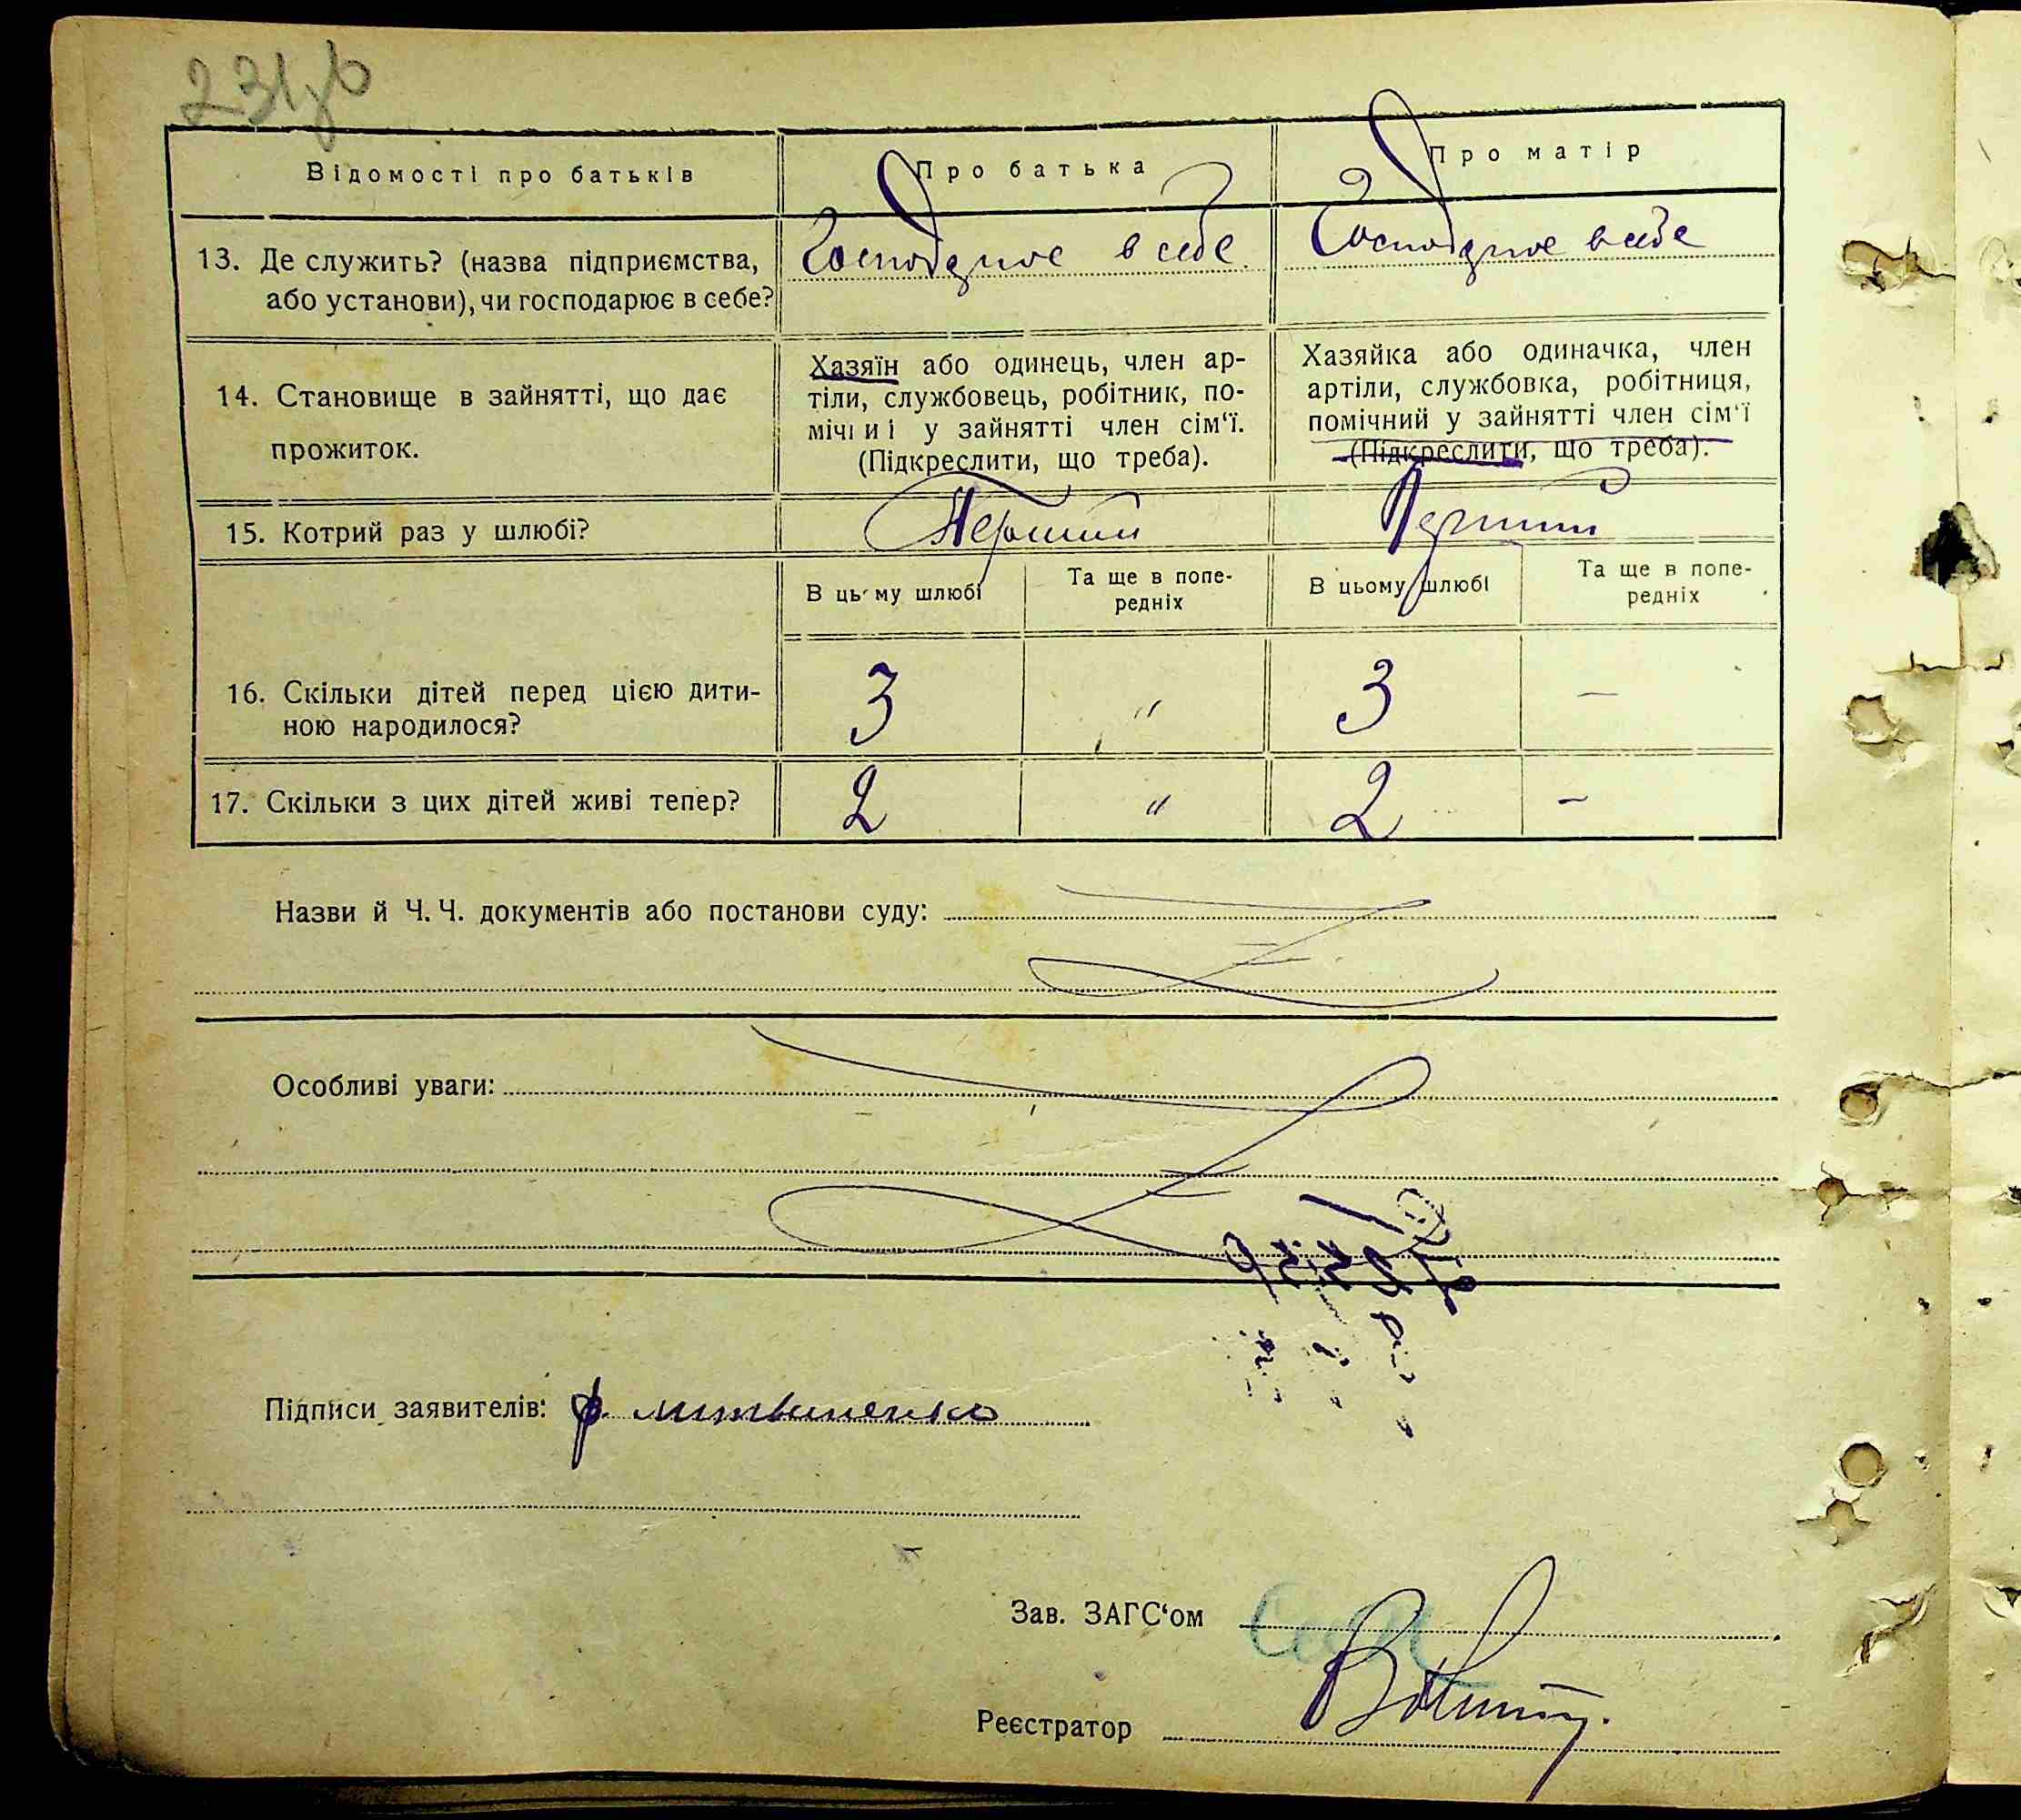 Відомості про батьків
Про батька
Про матір
13. Де служить? (назва підприємства,
або установи), чи господарює в себе?
Господарює в себе
Господарює в себе
14. Становище в зайнятті, що дає
прожиток.
Хазяїн або одинець, член ар-
тіли, службовець, робітник, по-
мічний у зайнятті член сім'ї.
(Підкреслити, що треба).
Хазяйка або одиначка, член
артіли, службовка, робітниця,
помічний у зайнятті член сім'ї
(Підкреслити, що треба).
15. Котрий раз у шлюбі?
Перший
Перший
В цьому шлюбі
Та ще в попе-
редніх
В цьому шлюбі
Та ще в попе-
редніх
16. Скільки дітей перед цією дити-
ною народилося?
3 " 3 —
17. Скільки з цих дітей живі тепер?
2 " 2 —
Назви й Ч. Ч. документів або постанови суду:
Особливі уваги:
Підписи заявителів: Ф. Литвиненко
Зав. ЗАГС'ом
Реєстратор